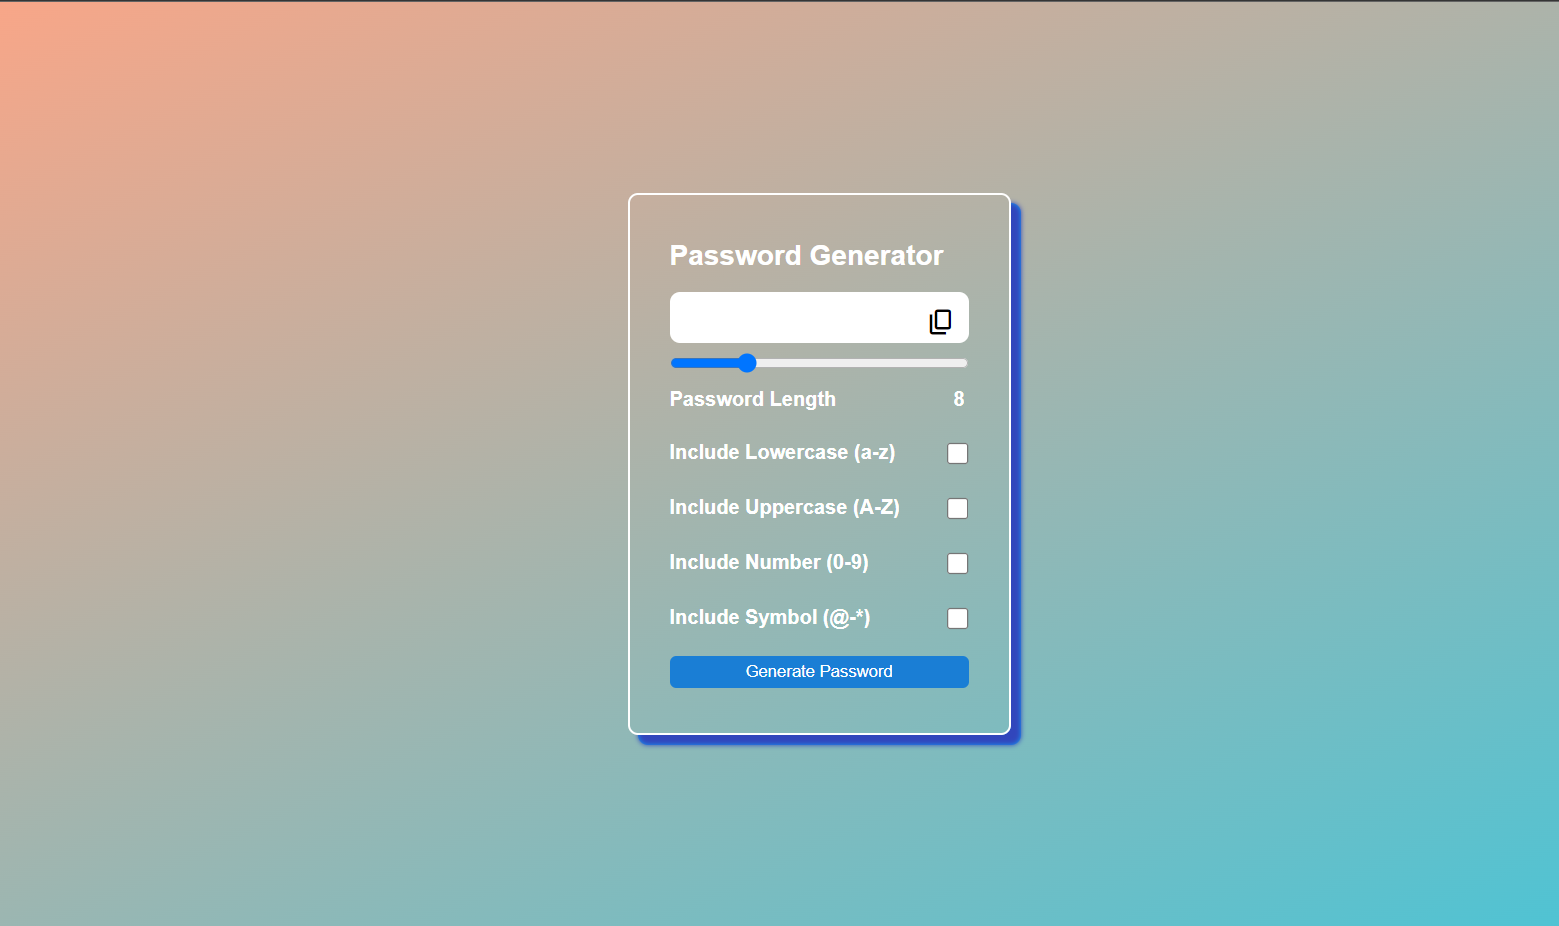 Password Generator
Password Length 8
Include Lowercase (a-z)
Include Uppercase (A-Z)
Include Number (0-9)
Include Symbol (@-*)
Generate Password